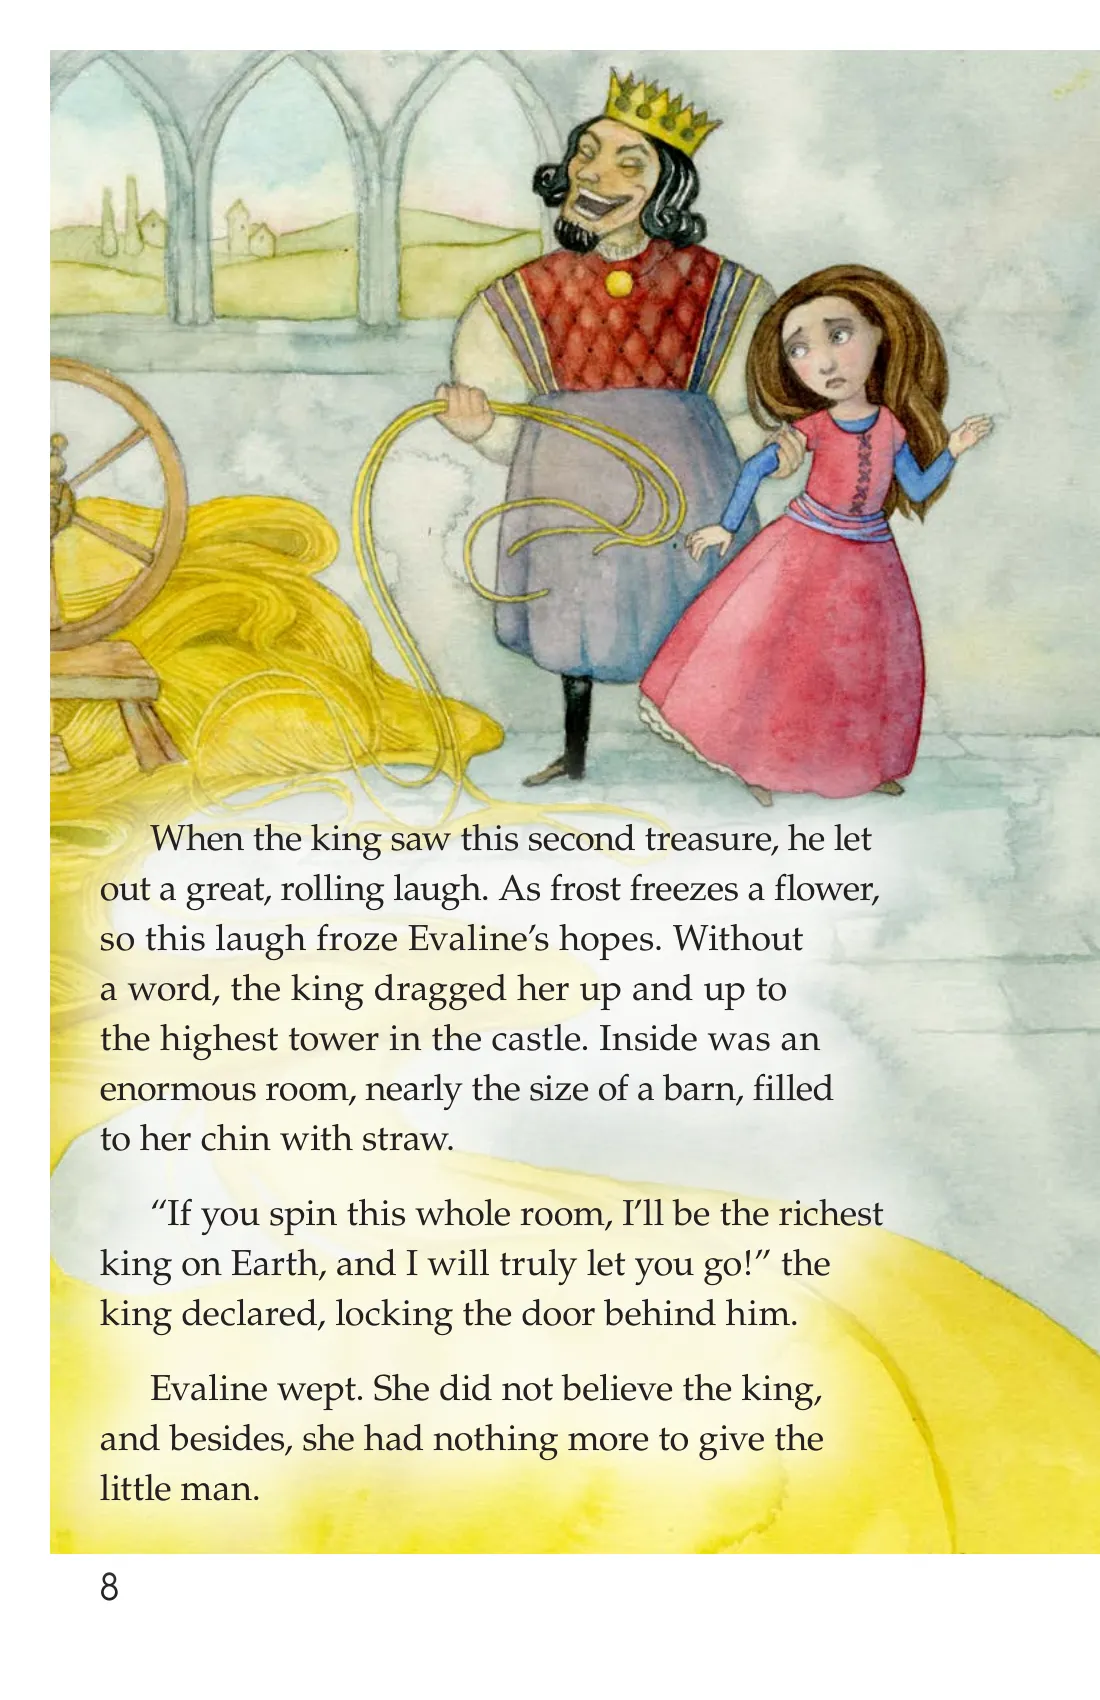 When the king saw this second treasure, he let
out a great, rolling laugh. As frost freezes a flower,
so this laugh froze Evaline’s hopes. Without
a word, the king dragged her up and up to
the highest tower in the castle. Inside was an
enormous room, nearly the size of a barn, filled
to her chin with straw.
“If you spin this whole room, I’ll be the richest
king on Earth, and I will truly let you go!” the
king declared, locking the door behind him.
Evaline wept. She did not believe the king,
and besides, she had nothing more to give the
little man.
8